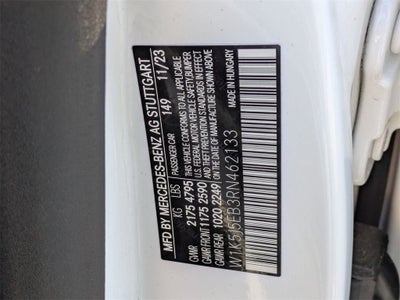 MFD BY MERCEDES-BENZ AG STUTTGART 11/23
PASSENGER CAR 149
THIS VEHICLE CONFORMS TO ALL APPLICABLE
FEDERAL MOTOR VEHICLE SAFETY, BUMPER
AND THEFT PREVENTION STANDARDS IN EFFECT
ON THE DATE OF MANUFACTURE SHOWN ABOVE
KG LBS MADE IN HUNGARY
GVWR 2175 4795
GAWR FRONT 1175 2590
GAWR REAR 1020 2249
W1K5J5EB3RN462133